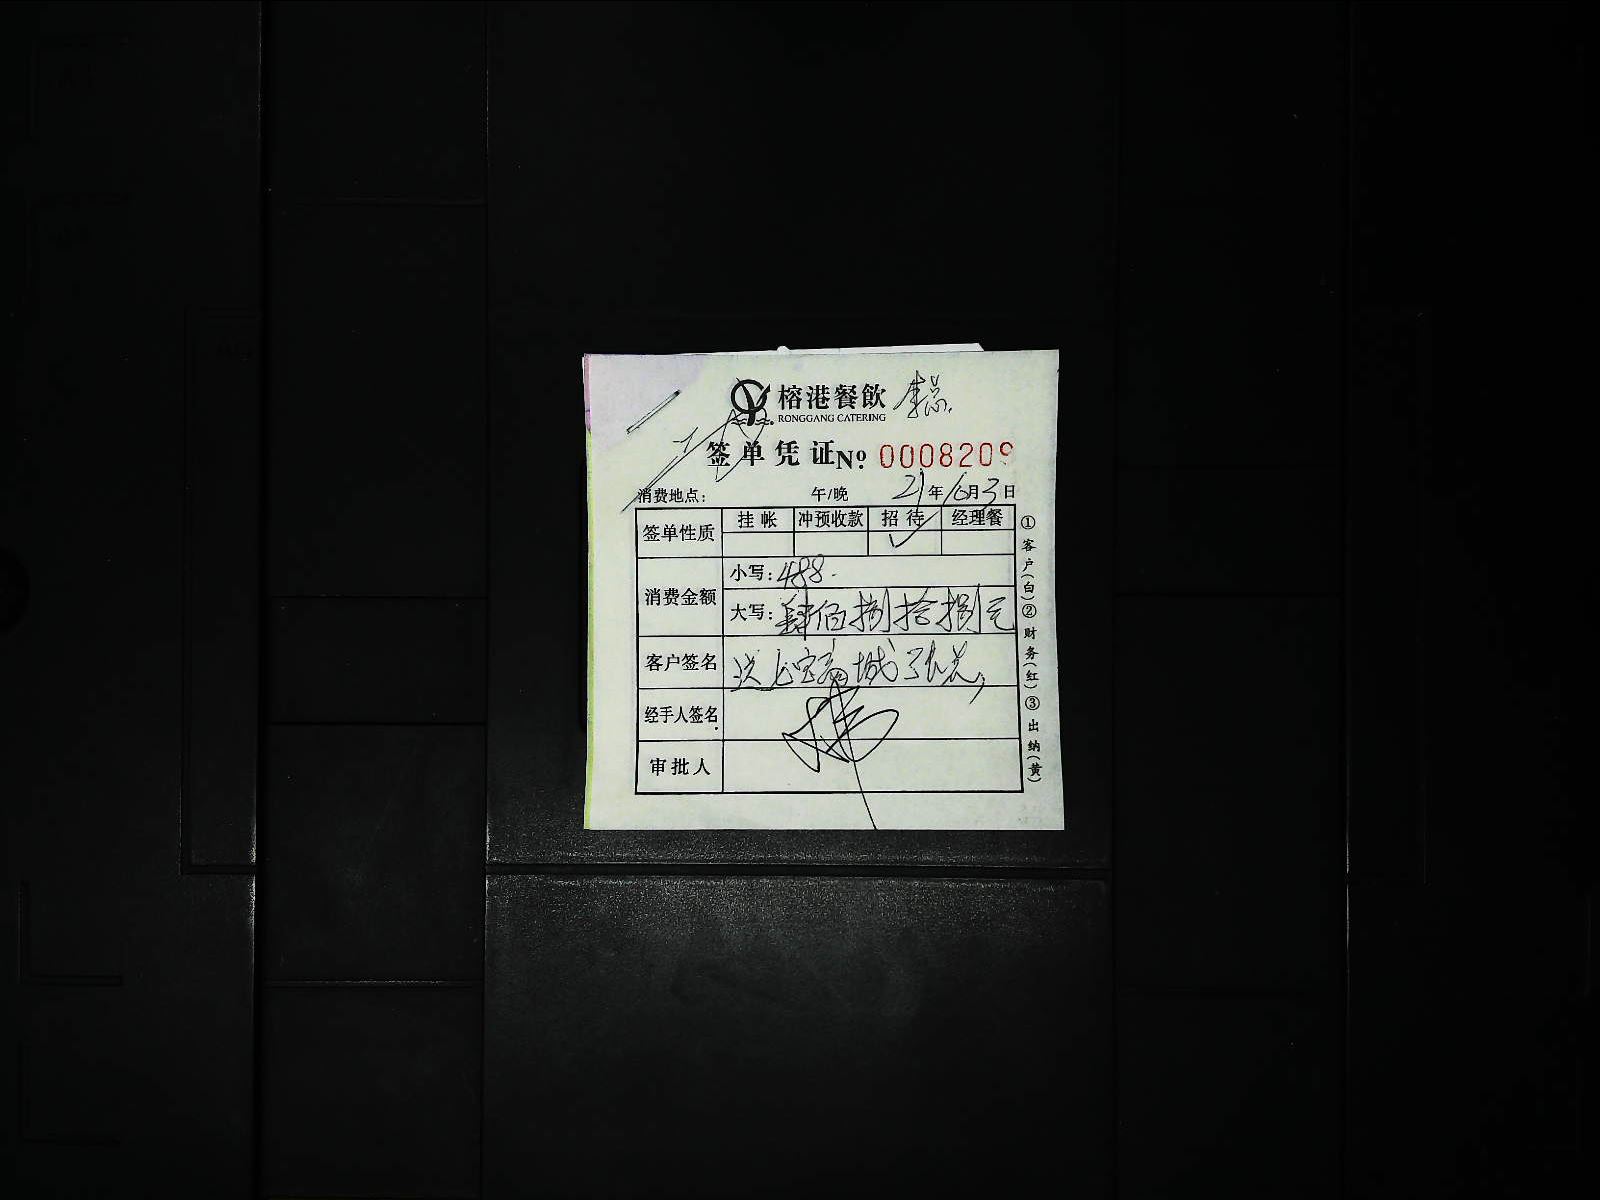 榕港餐飲 李总
RONGGANG CATERING
签单凭证 № 0008209
消费地点： 午/晚 21年6月3日
签单性质 挂帐 冲预收款 招待 经理餐
✓
消费金额 小写：488.
大写：肆佰捌拾捌元
客户签名
经手人签名
审批人
①客户(白)②财务(红)③出纳(黄)